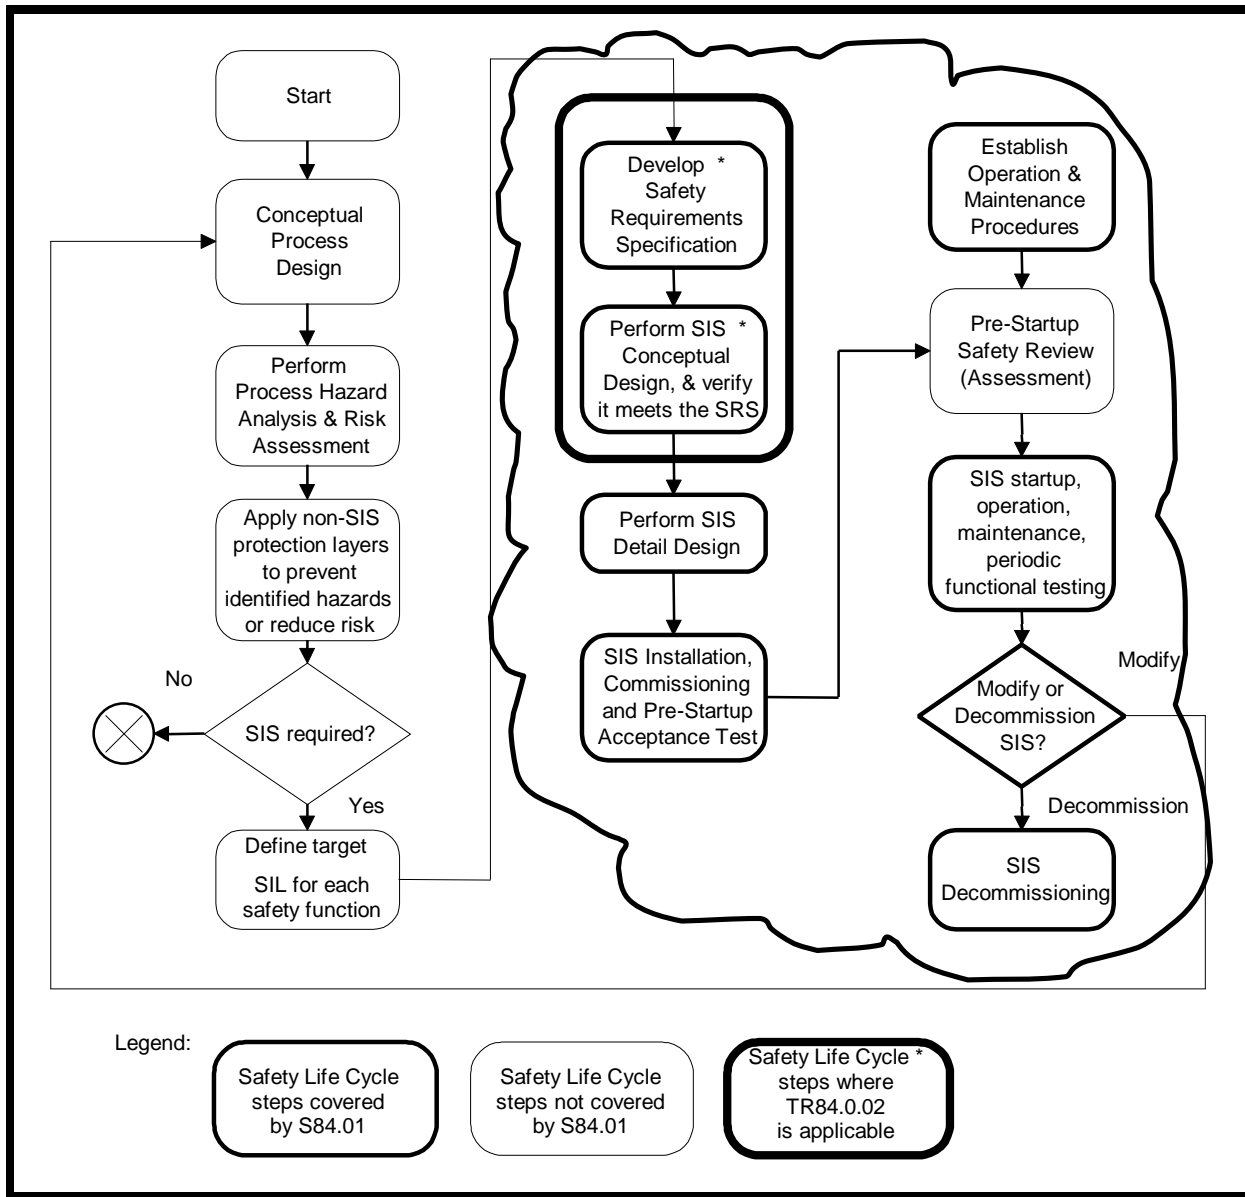 Start
Conceptual
Process
Design
Perform
Process Hazard
Analysis & Risk
Assessment
Apply non-SIS
protection layers
to prevent
identified hazards
or reduce risk
No
SIS required?
Yes
Define target
SIL for each
safety function
Develop *
Safety
Requirements
Specification
Perform SIS *
Conceptual
Design, & verify
it meets the SRS
Perform SIS
Detail Design
SIS Installation,
Commissioning
and Pre-Startup
Acceptance Test
Establish
Operation &
Maintenance
Procedures
Pre-Startup
Safety Review
(Assessment)
SIS startup,
operation,
maintenance,
periodic
functional testing
Modify
Modify or
Decommission
SIS?
Decommission
SIS
Decommissioning
Legend:
Safety Life Cycle
steps covered
by S84.01
Safety Life Cycle
steps not covered
by S84.01
Safety Life Cycle *
steps where
TR84.0.02
is applicable